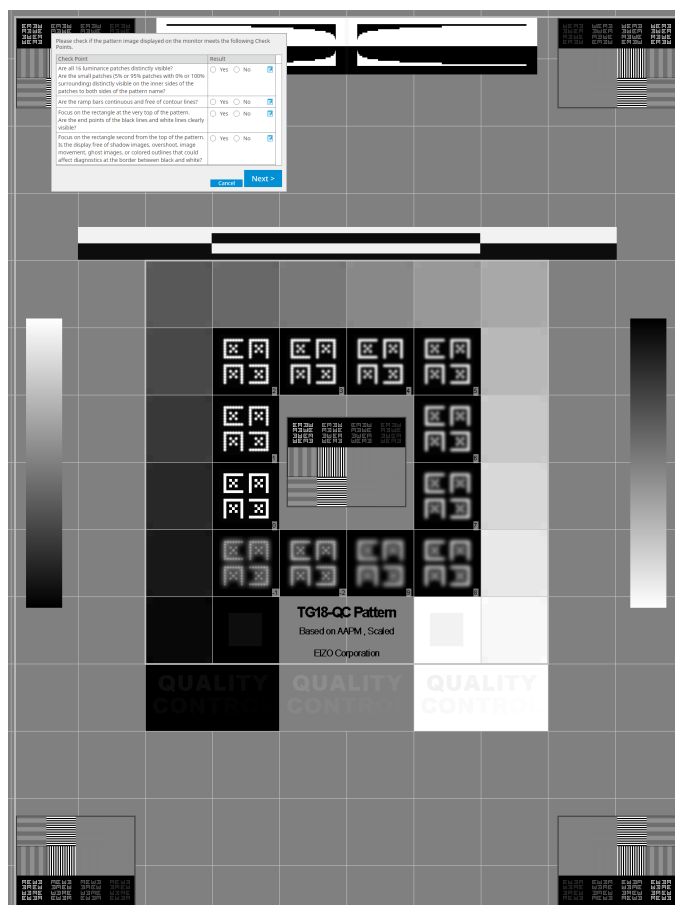 Please check if the pattern image displayed on the monitor meets the following Check
Points.
Check Point Result
Are all 16 luminance patches distinctly visible?
Are the small patches (5% or 95% patches with 0% or 100%
surrounding) distinctly visible on the inner sides of the
patches to both sides of the pattern name?
Yes No
Are the ramp bars continuous and free of contour lines?
Yes No
Focus on the rectangle at the very top of the pattern.
Are the end points of the black lines and white lines clearly
visible?
Yes No
Focus on the rectangle second from the top of the pattern.
Is the display free of shadow images, overshoot, image
movement, ghost images, or colored outlines that could
affect diagnostics at the border between black and white?
Yes No
Cancel Next >
TG18-QC Pattern
Based on AAPM , Scaled
EIZO Corporation
QUALITY QUALITY QUALITY
CONTR CONTR CONTR